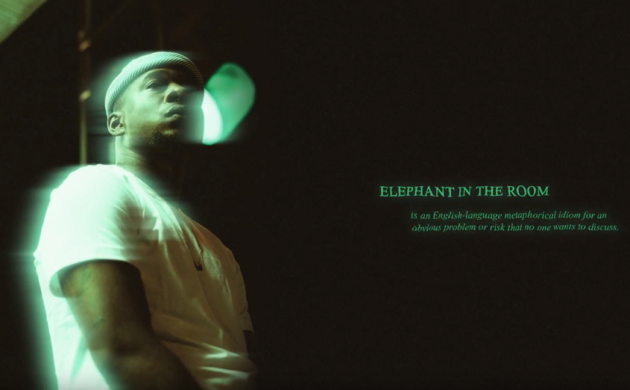 ELEPHANT IN THE ROOM
is an English-language metaphorical idiom for an
obvious problem or risk that no one wants to discuss.